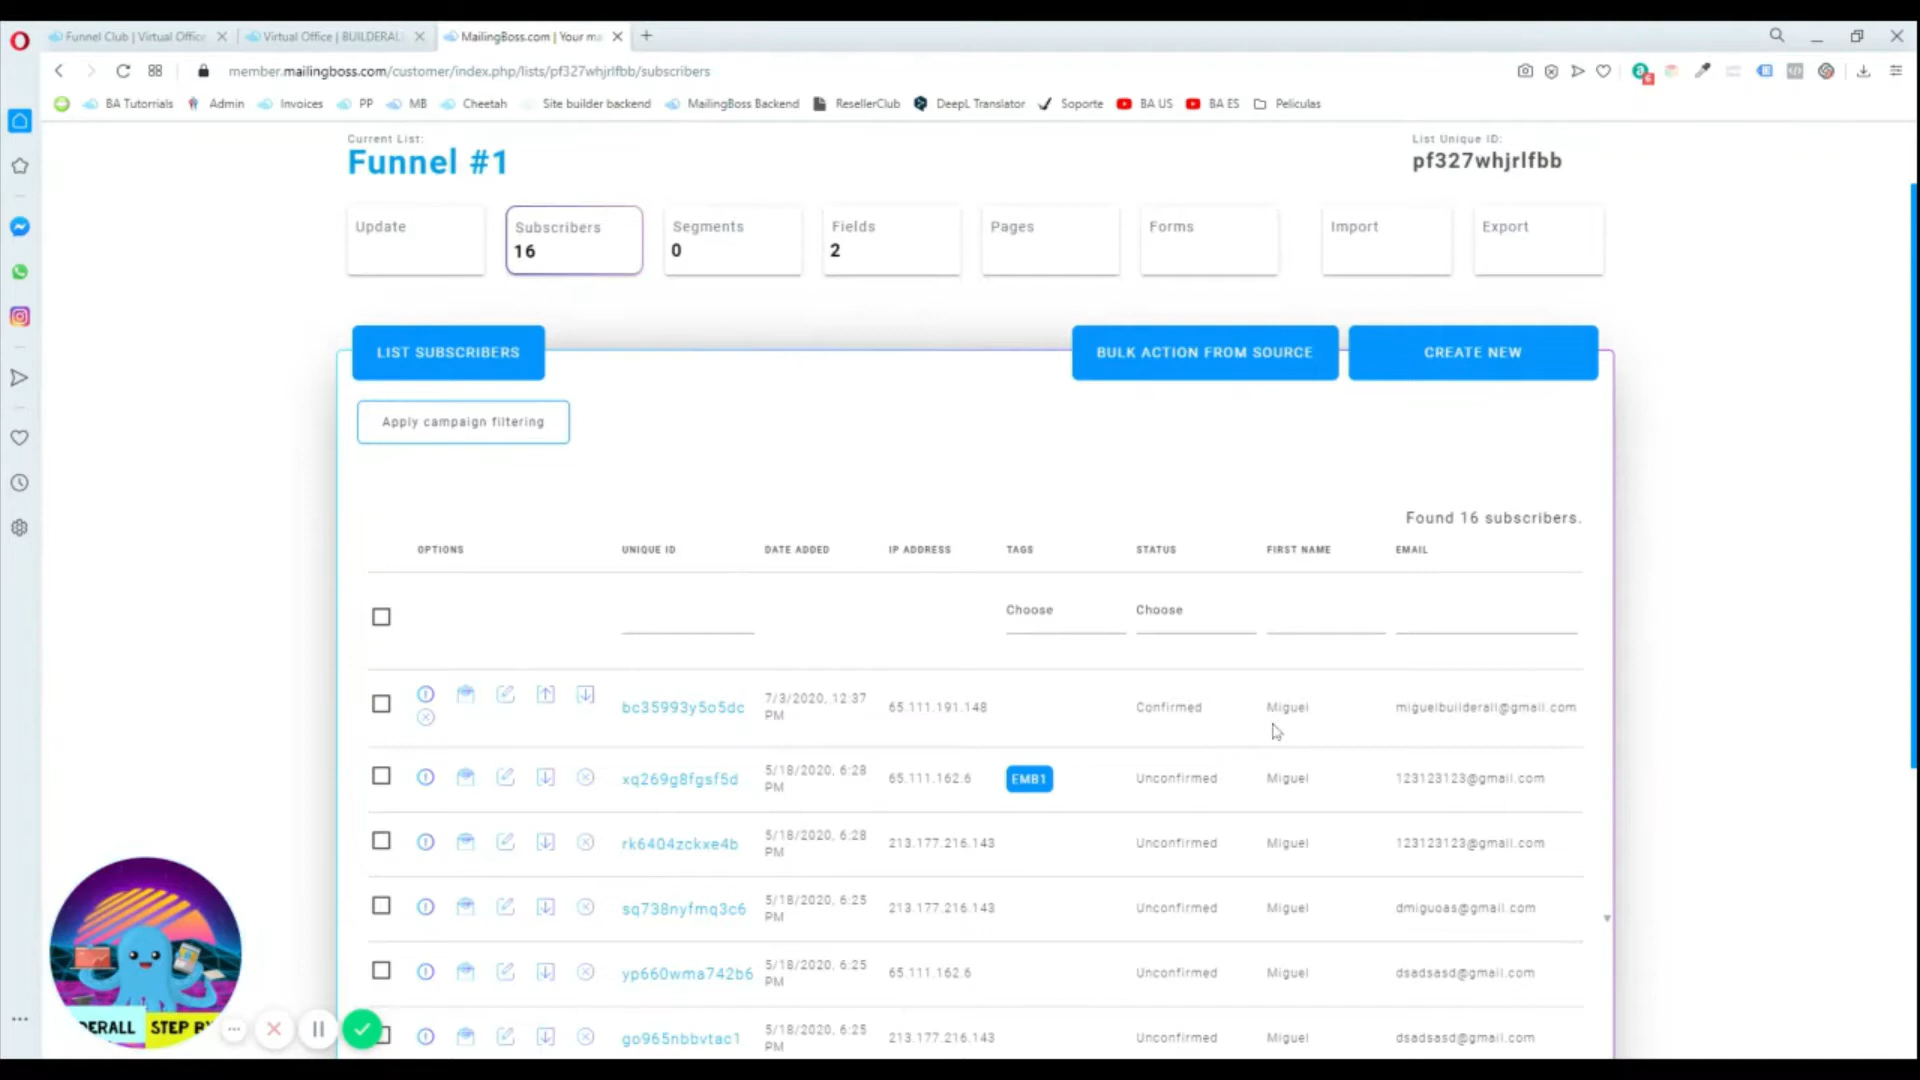 Funnel Club | Virtual Office
Virtual Office | BUILDERALL
MailingBoss.com | Your ma
member.mailingboss.com/customer/index.php/lists/pf327whjrlfbb/subscribers
BA Tutorrials Admin Invoices PP MB Cheetah Site builder backend MailingBoss Backend ResellerClub DeepL Translator Soporte BA US BA ES Peliculas
Current List:
Funnel #1
List Unique ID:
pf327whjrlfbb
Update
Subscribers
16
Segments
0
Fields
2
Pages
Forms
Import
Export
LIST SUBSCRIBERS
BULK ACTION FROM SOURCE
CREATE NEW
Apply campaign filtering
Found 16 subscribers.
OPTIONS UNIQUE ID DATE ADDED IP ADDRESS TAGS STATUS FIRST NAME EMAIL
Choose Choose
bc35993y5o5dc 7/3/2020, 12:37 PM 65.111.191.148 Confirmed Miguel miguelbuilderall@gmail.com
xq269g8fgsf5d 5/18/2020, 6:28 PM 65.111.162.6 EMB1 Unconfirmed Miguel 123123123@gmail.com
rk6404zckxe4b 5/18/2020, 6:28 PM 213.177.216.143 Unconfirmed Miguel 123123123@gmail.com
sq738nyfmq3c6 5/18/2020, 6:25 PM 213.177.216.143 Unconfirmed Miguel dmiguoas@gmail.com
yp660wma742b6 5/18/2020, 6:25 PM 65.111.162.6 Unconfirmed Miguel dsadsasd@gmail.com
go965nbbvtac1 5/18/2020, 6:25 PM 213.177.216.143 Unconfirmed Miguel dsadsasd@gmail.com
DERALL STEP BY